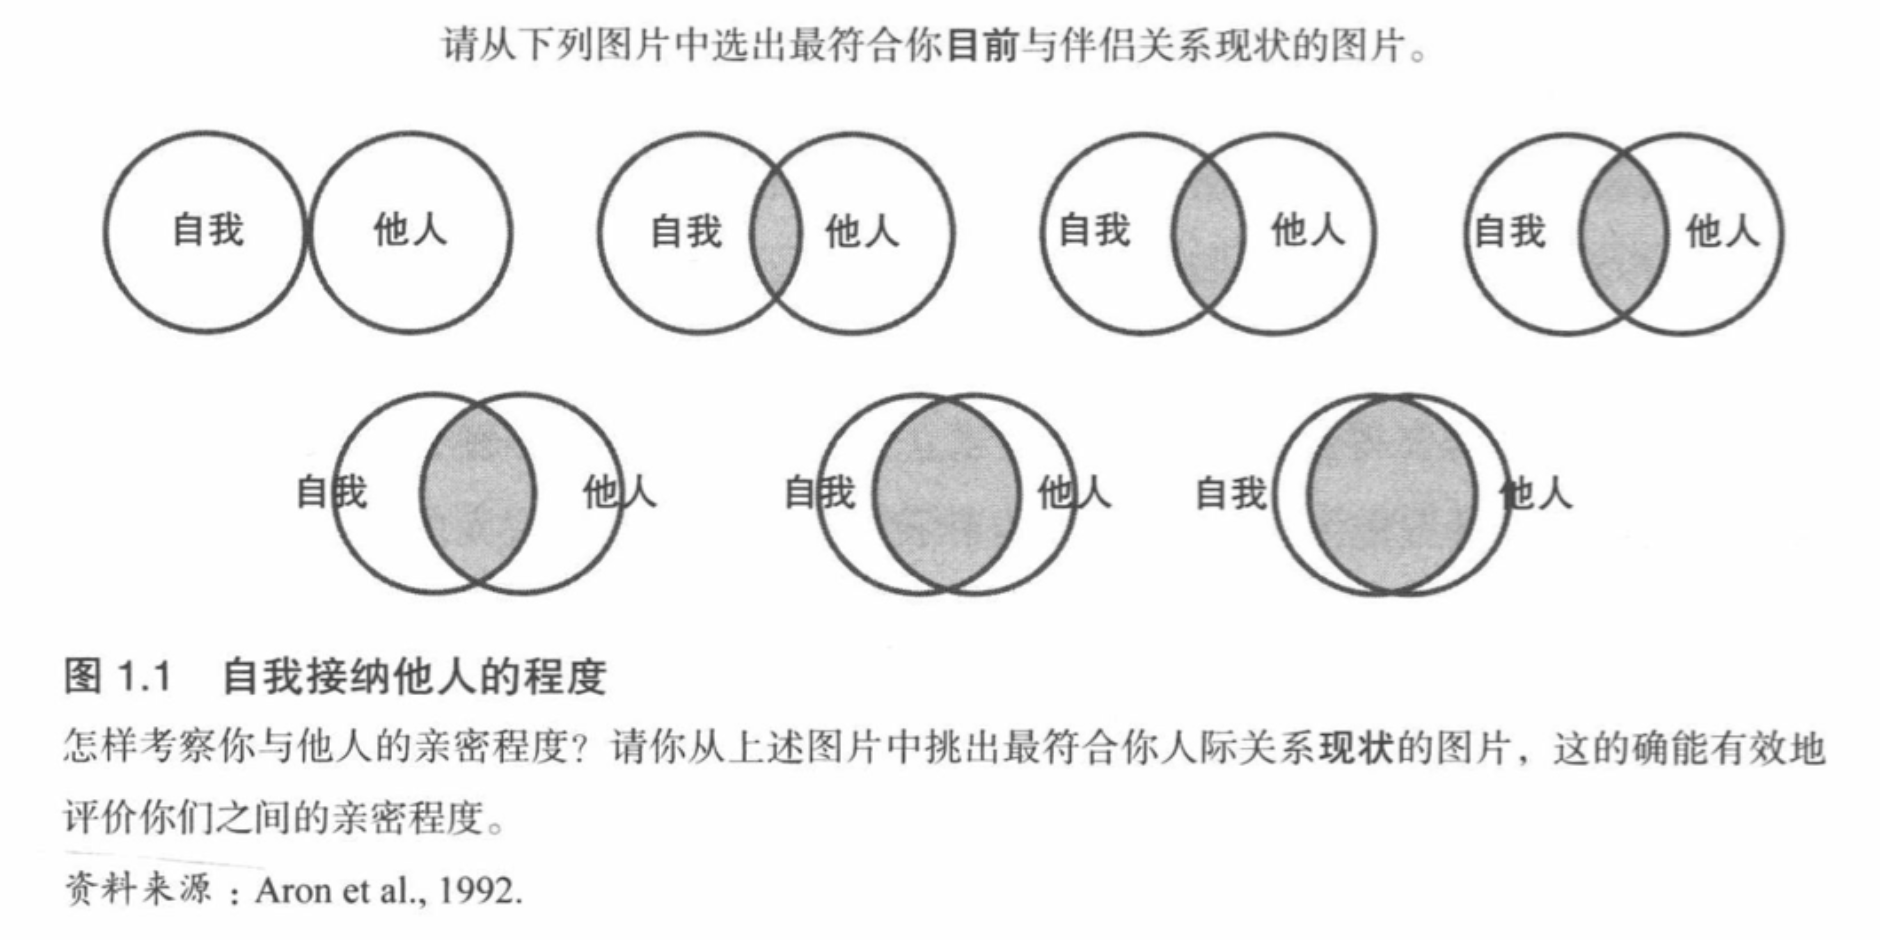 请从下列图片中选出最符合你目前与伴侣关系现状的图片。
自我 他人 自我 他人 自我 他人 自我 他人
自我 他人 自我 他人 自我 他人
图 1.1 自我接纳他人的程度
怎样考察你与他人的亲密程度？请你从上述图片中挑出最符合你人际关系现状的图片，这的确能有效地
评价你们之间的亲密程度。
资料来源：Aron et al., 1992.